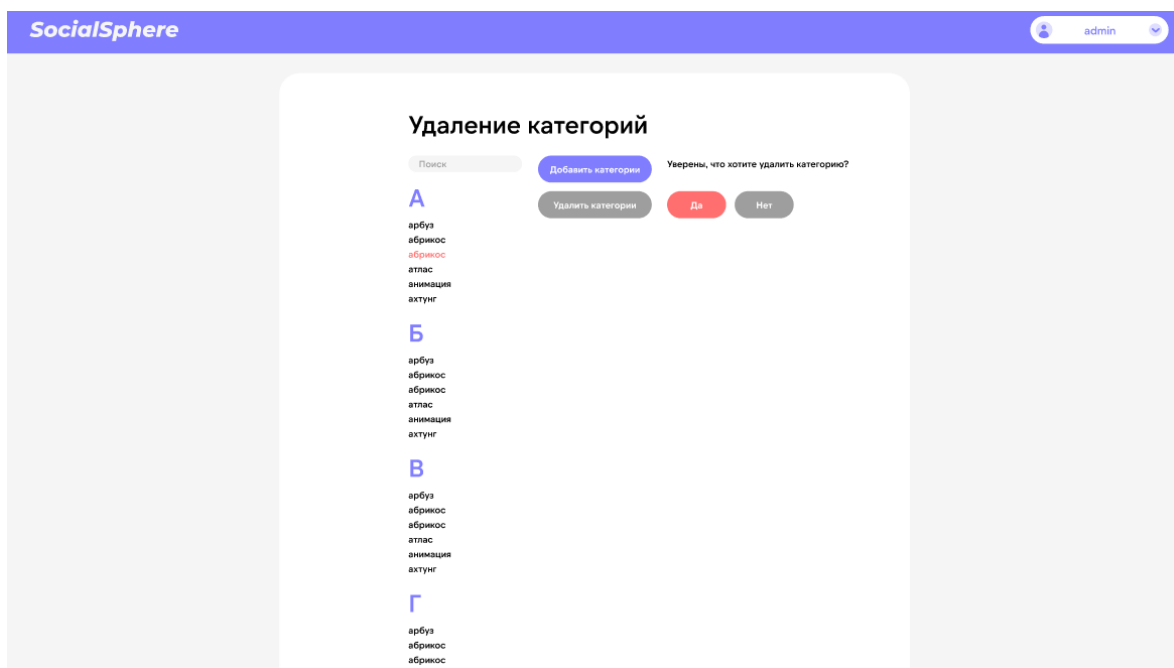 SocialSphere
admin
Удаление категорий
Поиск
Добавить категории
Уверены, что хотите удалить категорию?
Удалить категории
Да
Нет
А
арбуз
абрикос
абрикос
атлас
анимация
ахтунг
Б
арбуз
абрикос
абрикос
атлас
анимация
ахтунг
В
арбуз
абрикос
абрикос
атлас
анимация
ахтунг
Г
арбуз
абрикос
абрикос